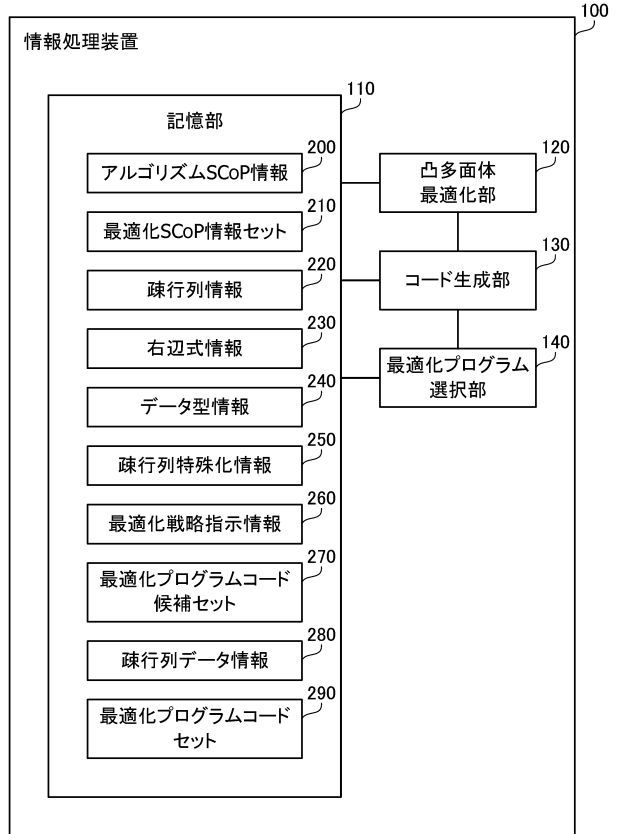 100
情報処理装置
110
記憶部
200
アルゴリズムSCoP情報
210
最適化SCoP情報セット
220
疎行列情報
230
右辺式情報
240
データ型情報
250
疎行列特殊化情報
260
最適化戦略指示情報
270
最適化プログラムコード
候補セット
280
疎行列データ情報
290
最適化プログラムコード
セット
120
凸多面体
最適化部
130
コード生成部
140
最適化プログラム
選択部